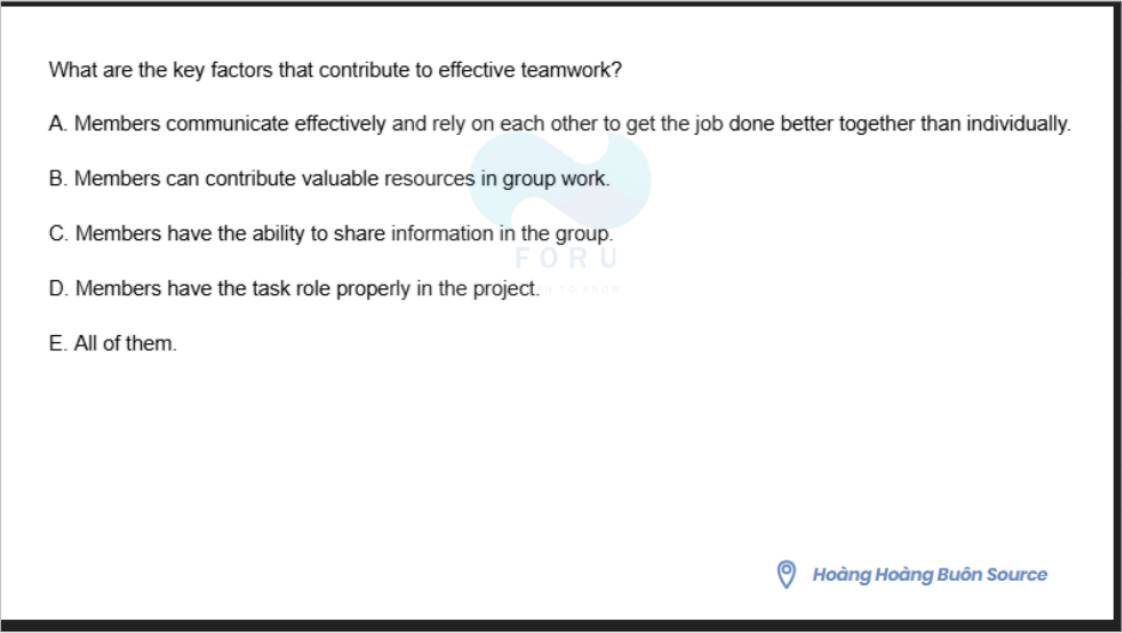 What are the key factors that contribute to effective teamwork?
A. Members communicate effectively and rely on each other to get the job done better together than individually.
B. Members can contribute valuable resources in group work.
C. Members have the ability to share information in the group.
FORU
D. Members have the task role properly in the project.
TO KNOW
E. All of them.
Hoàng Hoàng Buôn Source